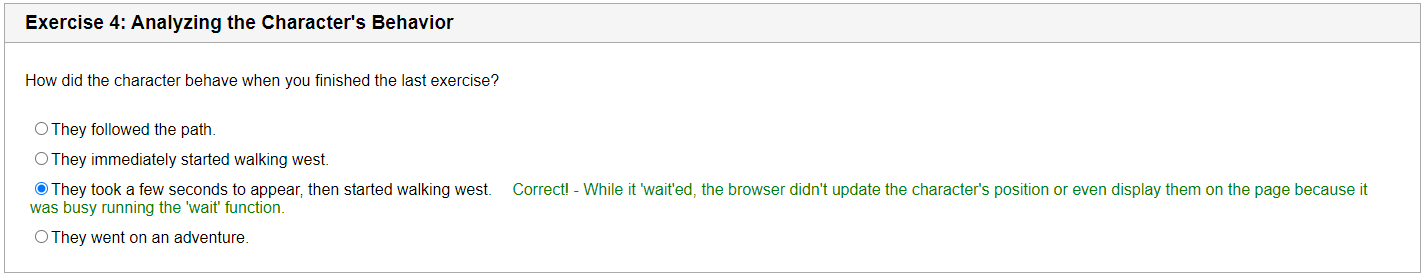 Exercise 4: Analyzing the Character's Behavior
How did the character behave when you finished the last exercise?
They followed the path.
They immediately started walking west.
They took a few seconds to appear, then started walking west. Correct! - While it 'wait'ed, the browser didn't update the character's position or even display them on the page because it
was busy running the 'wait' function.
They went on an adventure.